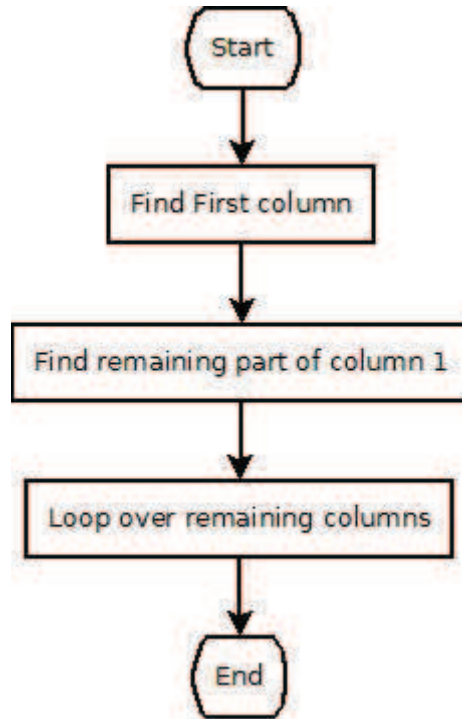 Start
Find First column
Find remaining part of column 1
Loop over remaining columns
End